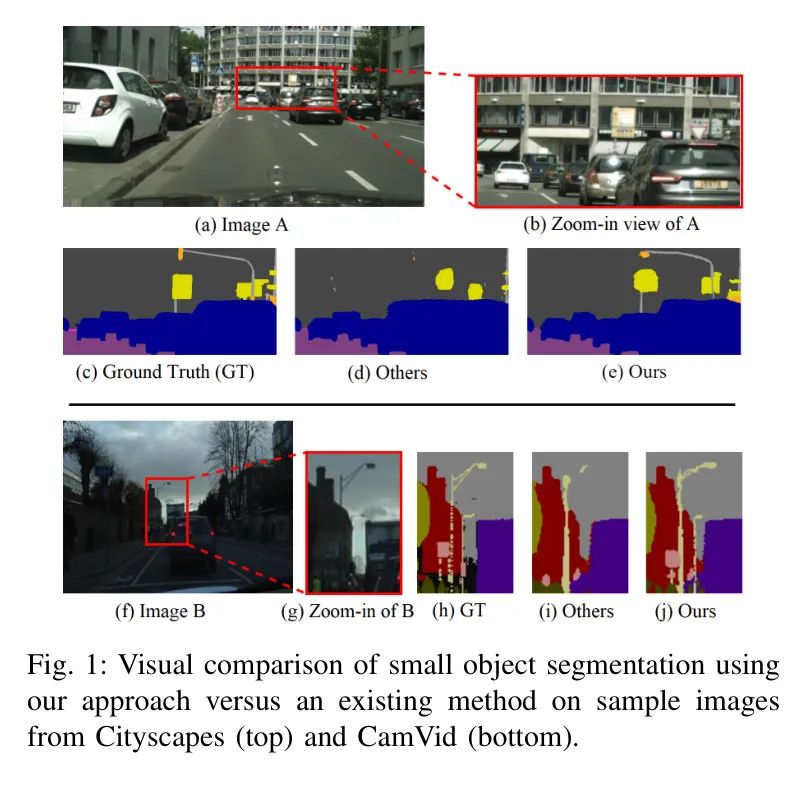 (a) Image A
(b) Zoom-in view of A
(c) Ground Truth (GT)
(d) Others
(e) Ours
(f) Image B
(g) Zoom-in of B
(h) GT
(i) Others
(j) Ours
Fig. 1: Visual comparison of small object segmentation using
our approach versus an existing method on sample images
from Cityscapes (top) and CamVid (bottom).